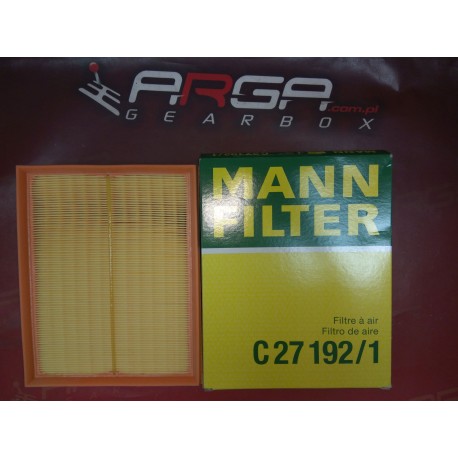 ARGA.com.pl
GEARBOX
MANN
FILTER
Filtre à air
Filtro de aire
C 27 192/1